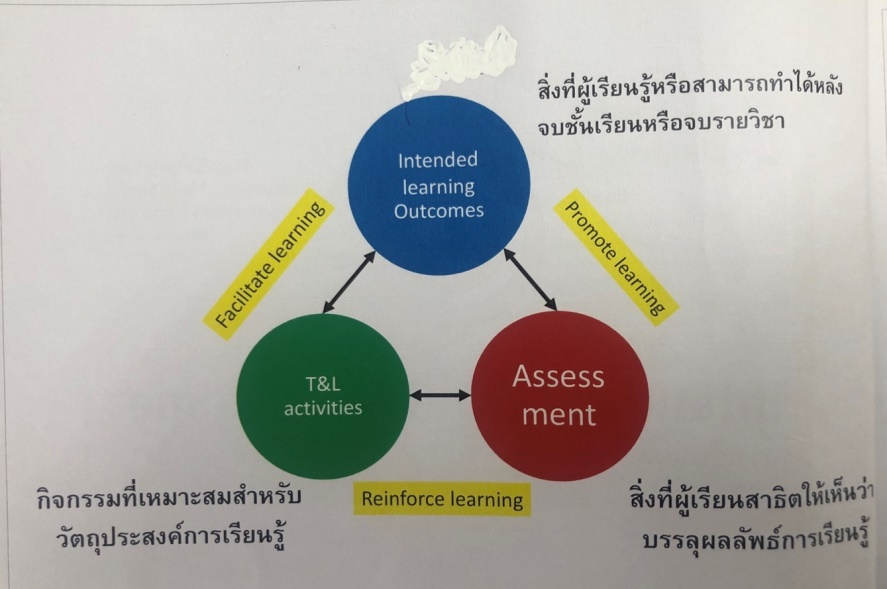 สิ่งที่ผู้เรียนรู้หรือสามารถทำได้หลัง
จบชั้นเรียนหรือจบรายวิชา
Intended
learning
Outcomes
Facilitate learning
Promote learning
T&L
activities
Assess
ment
กิจกรรมที่เหมาะสมสำหรับ
วัตถุประสงค์การเรียนรู้
Reinforce learning
สิ่งที่ผู้เรียนสาธิตให้เห็นว่า
บรรลุผลลัพธ์การเรียนรู้